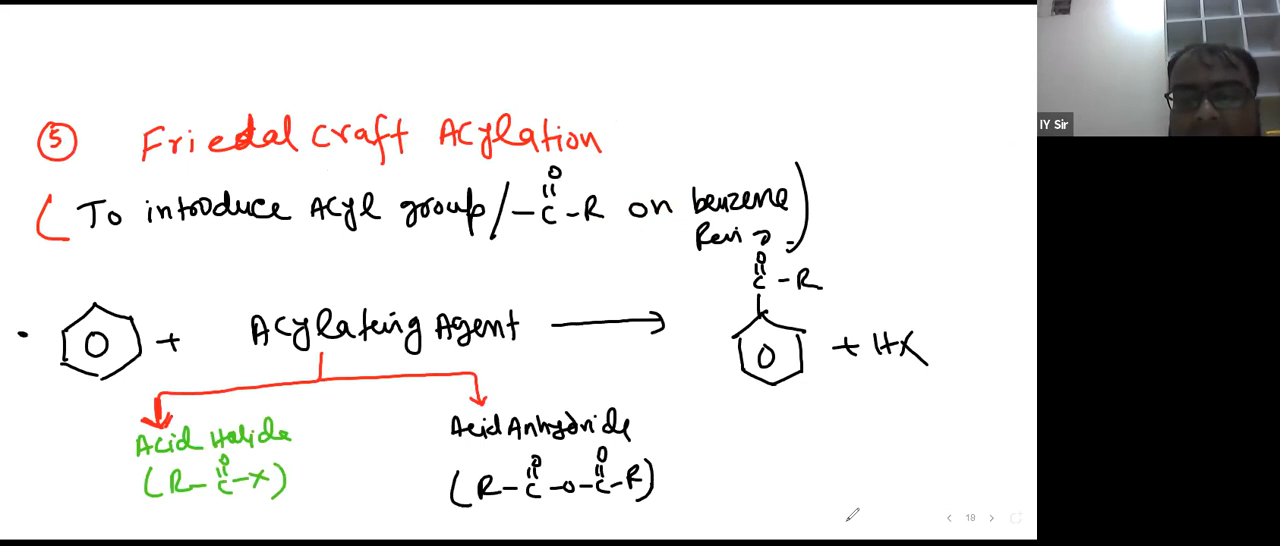 ⑤ Friedal Craft Acylation
(To introduce Acyl group/-C-R on benzene
O
||
Ring)
O
||
C-R
+ Acylating Agent → + HX
Acid Halide Acid Anhydride
O O O
|| || ||
(R-C-X) (R-C-O-C-R)
IY Sir
< 18 >